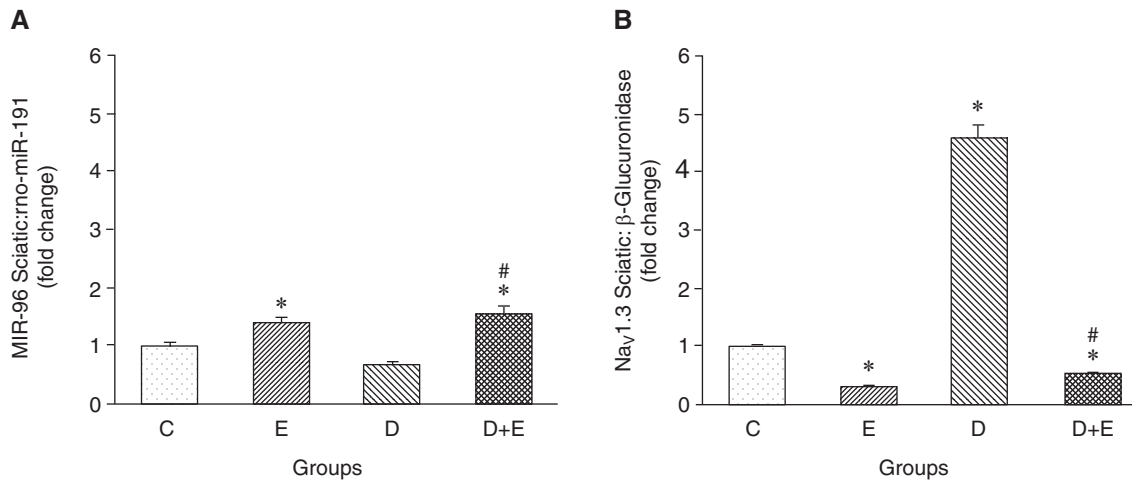 A
MIR-96 Sciatic:rno-miR-191
(fold change)
6
5
4
3
2
1
0
*
#
*
C E D D+E
Groups
B
Nav1.3 Sciatic: β-Glucuronidase
(fold change)
6
5
4
3
2
1
0
*
*
#
*
C E D D+E
Groups